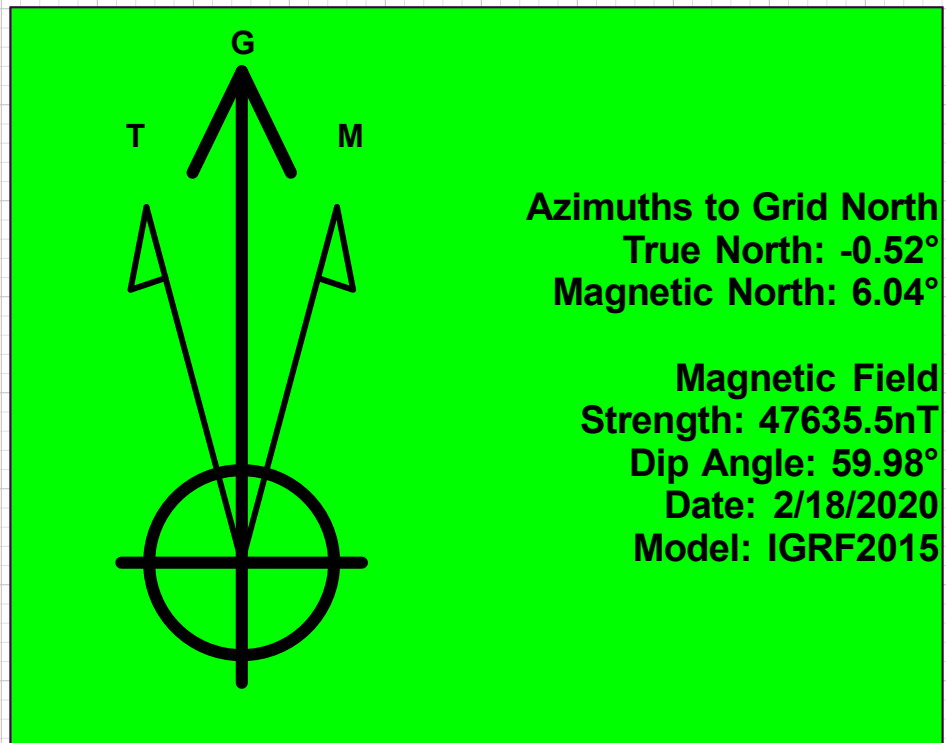 G
T M
Azimuths to Grid North
True North: -0.52°
Magnetic North: 6.04°
Magnetic Field
Strength: 47635.5nT
Dip Angle: 59.98°
Date: 2/18/2020
Model: IGRF2015